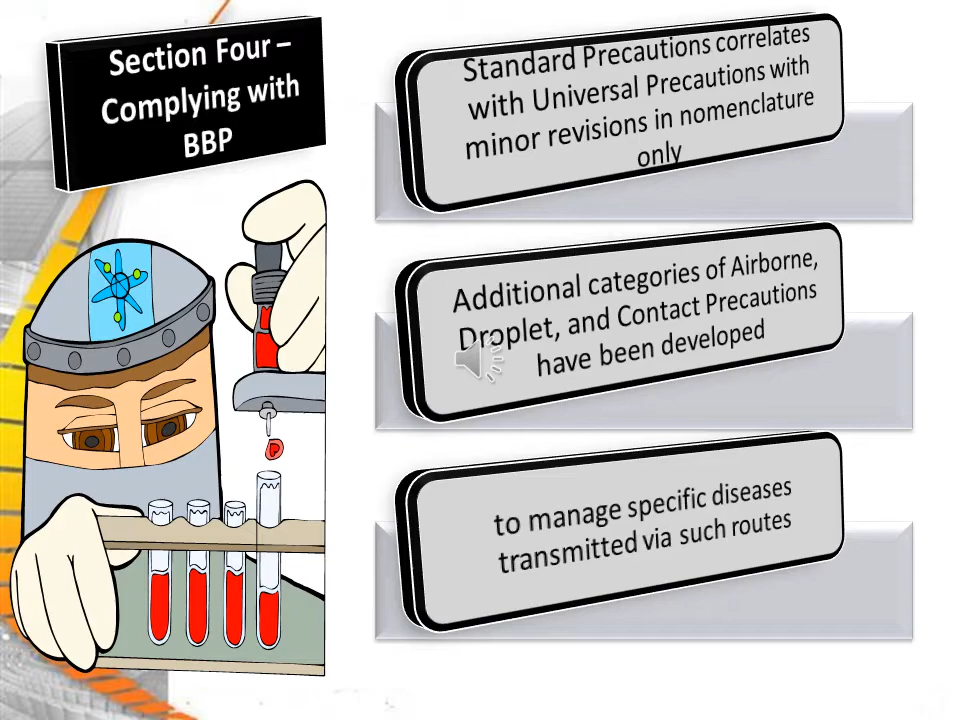 Section Four –
Complying with
BBP
Standard Precautions correlates
with Universal Precautions with
minor revisions in nomenclature
only
Additional categories of Airborne,
Droplet, and Contact Precautions
have been developed
to manage specific diseases
transmitted via such routes